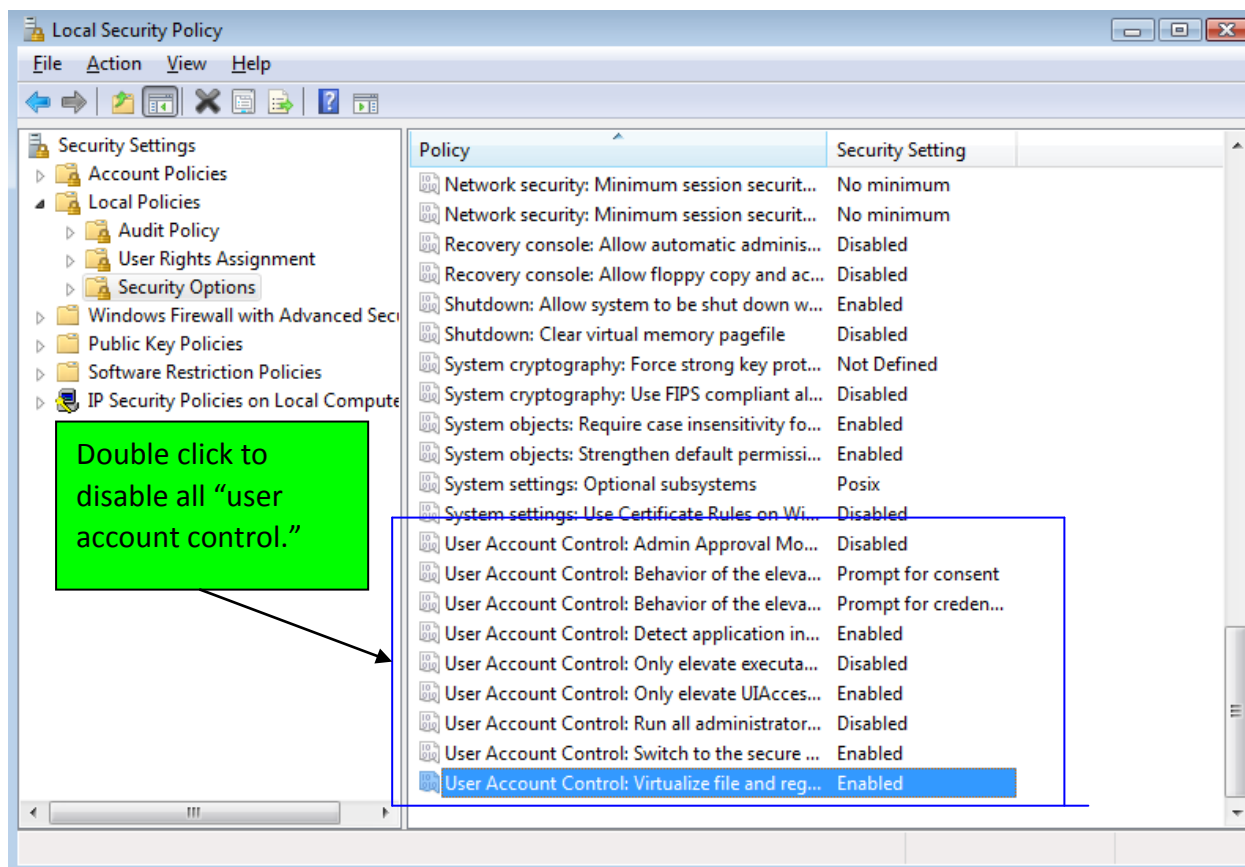 Local Security Policy
File Action View Help
Security Settings
Account Policies
Local Policies
Audit Policy
User Rights Assignment
Security Options
Windows Firewall with Advanced Secu
Public Key Policies
Software Restriction Policies
IP Security Policies on Local Compute
Double click to
disable all “user
account control.”
Policy Security Setting
Network security: Minimum session securit... No minimum
Network security: Minimum session securit... No minimum
Recovery console: Allow automatic adminis... Disabled
Recovery console: Allow floppy copy and ac... Disabled
Shutdown: Allow system to be shut down w... Enabled
Shutdown: Clear virtual memory pagefile Disabled
System cryptography: Force strong key prot... Not Defined
System cryptography: Use FIPS compliant al... Disabled
System objects: Require case insensitivity fo... Enabled
System objects: Strengthen default permissi... Enabled
System settings: Optional subsystems Posix
System settings: Use Certificate Rules on Wi... Disabled
User Account Control: Admin Approval Mo... Disabled
User Account Control: Behavior of the eleva... Prompt for consent
User Account Control: Behavior of the eleva... Prompt for creden...
User Account Control: Detect application in... Enabled
User Account Control: Only elevate executa... Disabled
User Account Control: Only elevate UIAcces... Enabled
User Account Control: Run all administrator... Disabled
User Account Control: Switch to the secure ... Enabled
User Account Control: Virtualize file and reg... Enabled